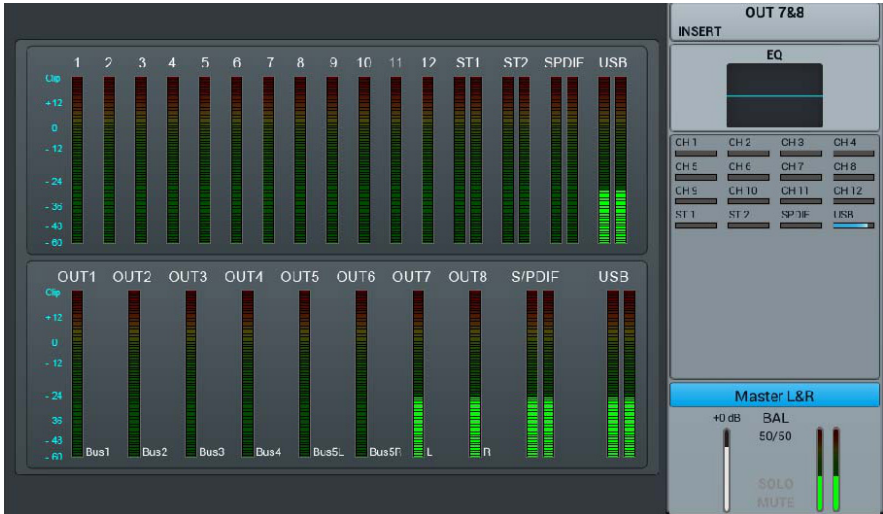 OUT 7&8
INSERT
EQ
1 2 3 4 5 6 7 8 9 10 11 12 ST1 ST2 SPDIF USB
Clip
+12
0
- 12
- 24
- 36
- 60
CH 1 CH 2 CH 3 CH 4
CH 5 CH 6 CH 7 CH 8
CH 9 CH 10 CH 11 CH 12
ST 1 ST 2 SPDIF USB
OUT1 OUT2 OUT3 OUT4 OUT5 OUT6 OUT7 OUT8 S/PDIF USB
Clip
+12
0
- 12
- 24
36
- 60
Bus1 Bus2 Bus3 Bus4 Bus5L Bus5R L R
Master L&R
+0 dB BAL
50/50
SOLO
MUTE